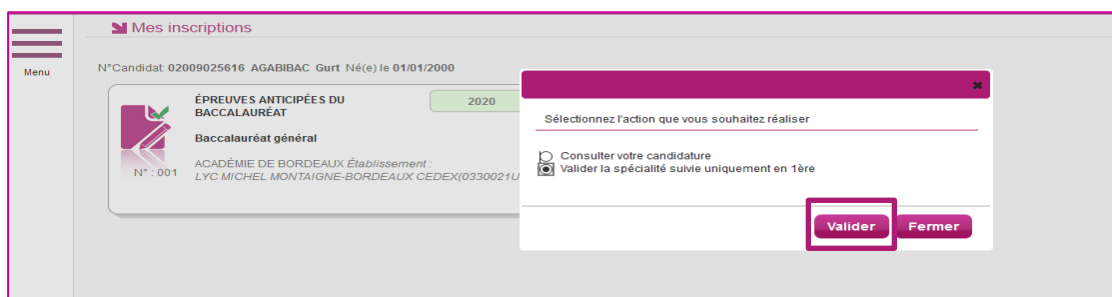 Mes inscriptions
Menu
N°Candidat: 02009025616 AGABIBAC Gurt Né(e) le 01/01/2000
ÉPREUVES ANTICIPÉES DU
BACCALAURÉAT
2020
Baccalauréat général
ACADÉMIE DE BORDEAUX Établissement :
LYC MICHEL MONTAIGNE-BORDEAUX CEDEX(0330021U
N° : 001
Sélectionnez l'action que vous souhaitez réaliser
Consulter votre candidature
Valider la spécialité suivie uniquement en 1ère
Valider Fermer